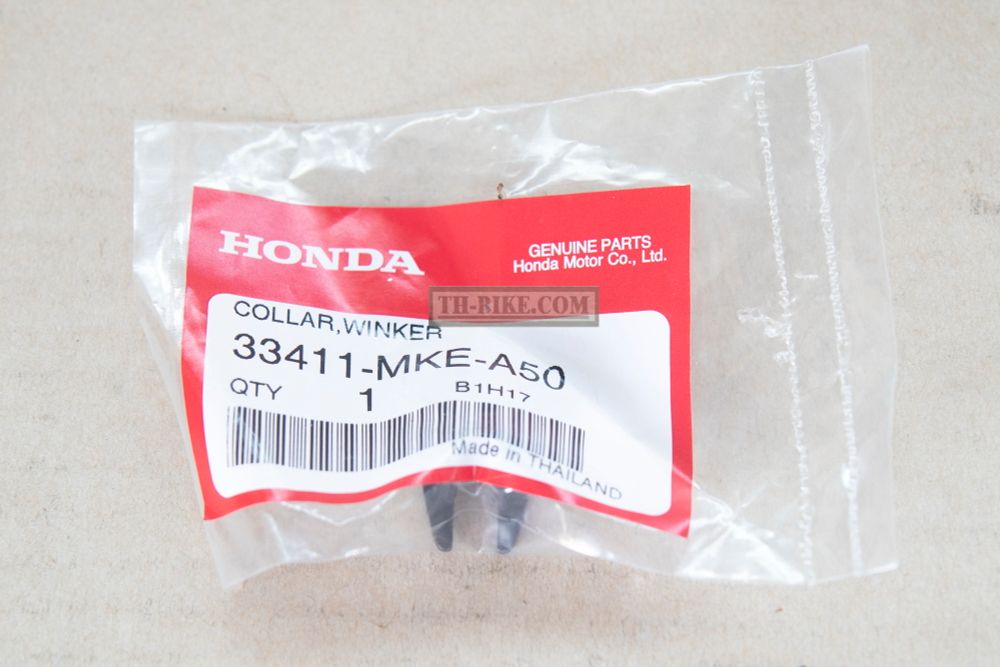 HONDA
GENUINE PARTS
Honda Motor Co., Ltd.
TH-BIKE.COM
COLLAR,WINKER
33411-MKE-A50
QTY 1 B1H17
Made in THAILAND